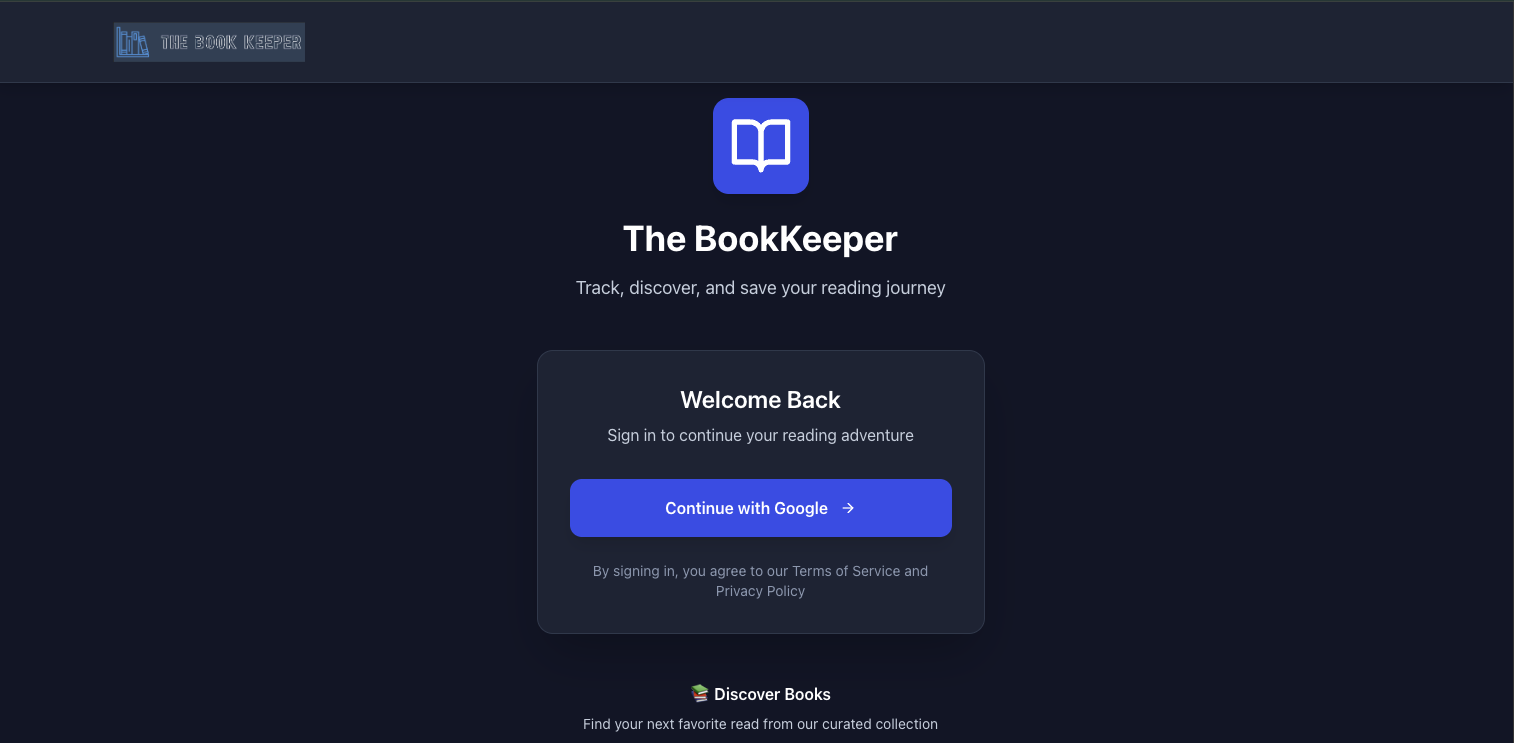 THE BOOK KEEPER
The BookKeeper
Track, discover, and save your reading journey
Welcome Back
Sign in to continue your reading adventure
Continue with Google →
By signing in, you agree to our Terms of Service and
Privacy Policy
📚 Discover Books
Find your next favorite read from our curated collection